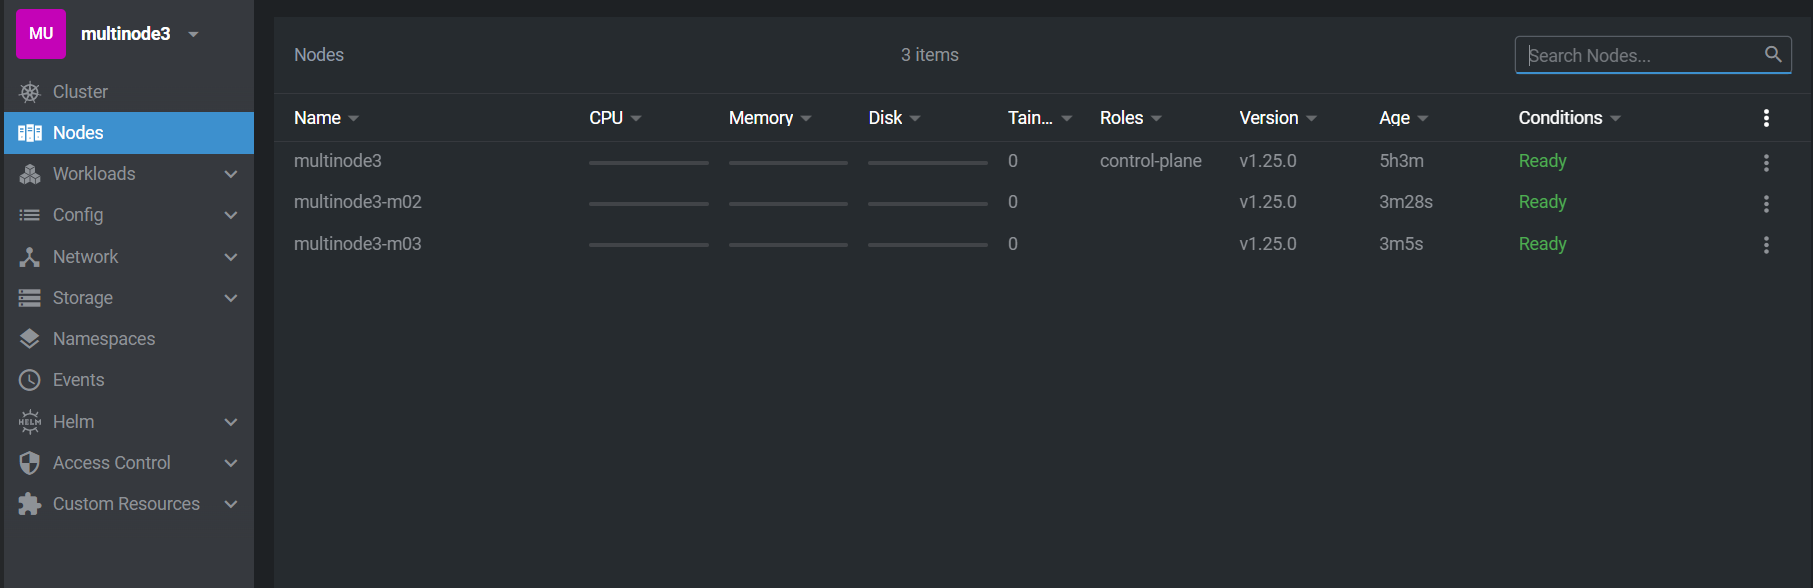 MU multinode3
Cluster
Nodes
Workloads
Config
Network
Storage
Namespaces
Events
HELM Helm
Access Control
Custom Resources
Nodes 3 items Search Nodes...
Name CPU Memory Disk Tain... Roles Version Age Conditions
multinode3 0 control-plane v1.25.0 5h3m Ready
multinode3-m02 0 v1.25.0 3m28s Ready
multinode3-m03 0 v1.25.0 3m5s Ready